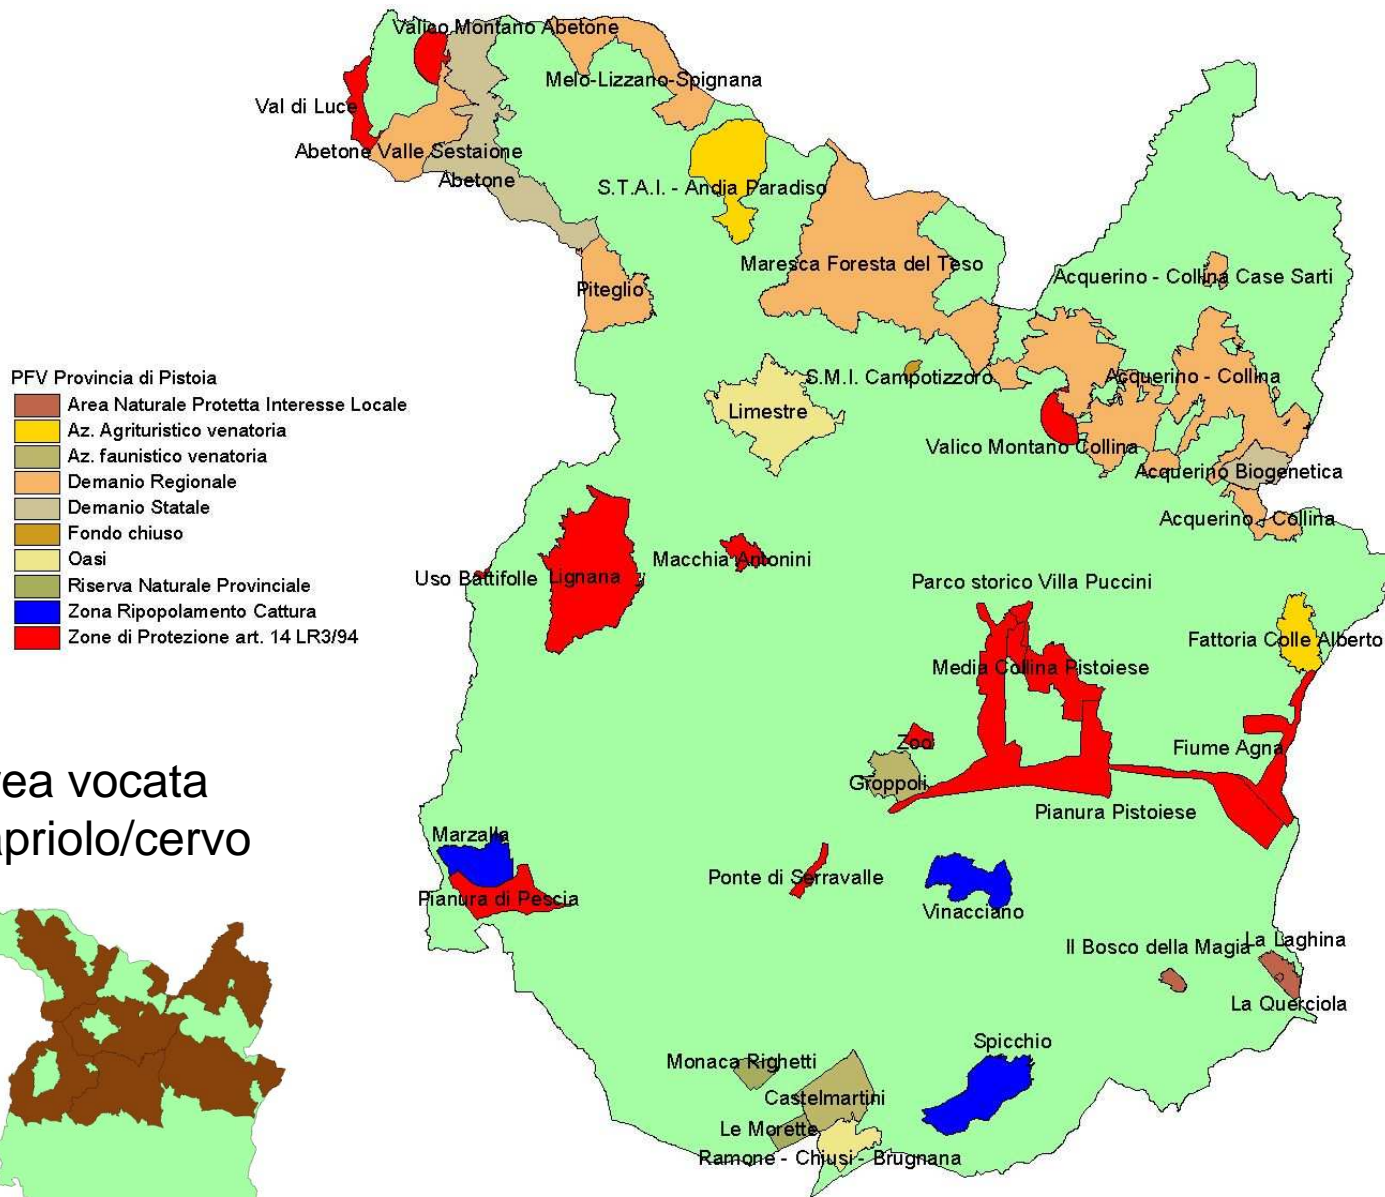 Valico Montano Abetone
Melo-Lizzano-Spignana
Val di Luce
Abetone Valle Sestaione
Abetone
S.T.A.I. - Andia Paradiso
Maresca Foresta del Teso
Acquerino - Collina Case Sarti
Piteglio
PFV Provincia di Pistoia
Area Naturale Protetta Interesse Locale
Az. Agrituristico venatoria
Az. faunistico venatoria
Demanio Regionale
Demanio Statale
Fondo chiuso
Oasi
Riserva Naturale Provinciale
Zona Ripopolamento Cattura
Zone di Protezione art. 14 LR3/94
S.M.I. Campotizzoro
Acquerino - Collina
Limestre
Valico Montano Collina
Acquerino Biogenetica
Acquerino - Collina
Macchia Antonini
Uso Battifolle
Lignana
Parco storico Villa Puccini
Fattoria Colle Alberto
Media Collina Pistoiese
Zoo
Fiume Agna
Groppoli
Pianura Pistoiese
vocata
apriolo/cervo
Marzalla
Pianura di Pescia
Ponte di Serravalle
Vinacciano
Il Bosco della Magia
La Laghina
La Querciola
Spicchio
Monaca Righetti
Castelmartini
Le Morette
Ramone - Chiusi - Brugnana